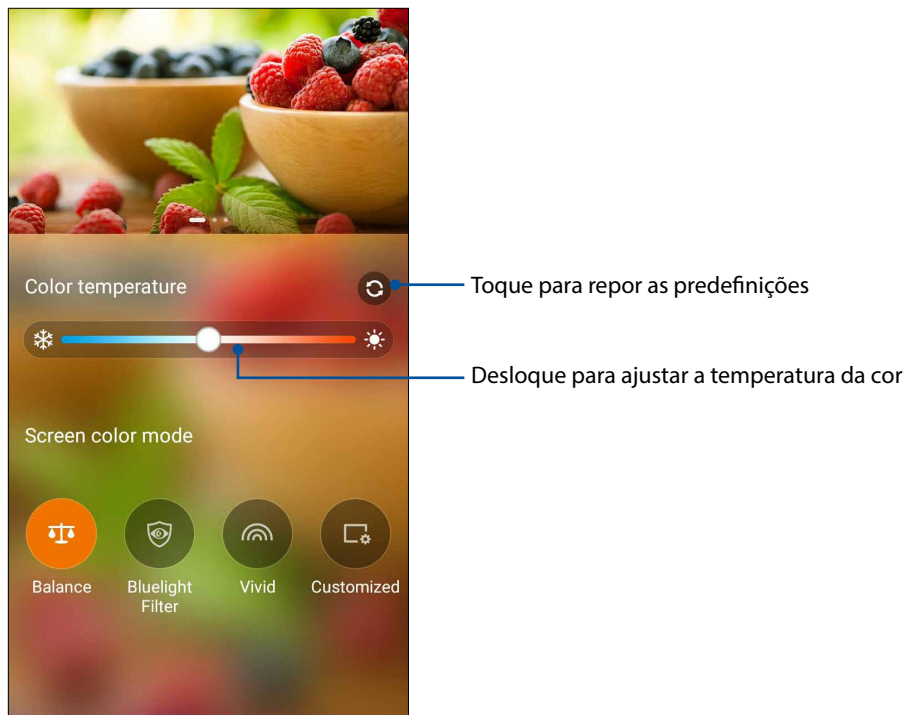 Color temperature
Toque para repor as predefinições
Desloque para ajustar a temperatura da cor
Screen color mode
Balance
Bluelight
Filter
Vivid
Customized